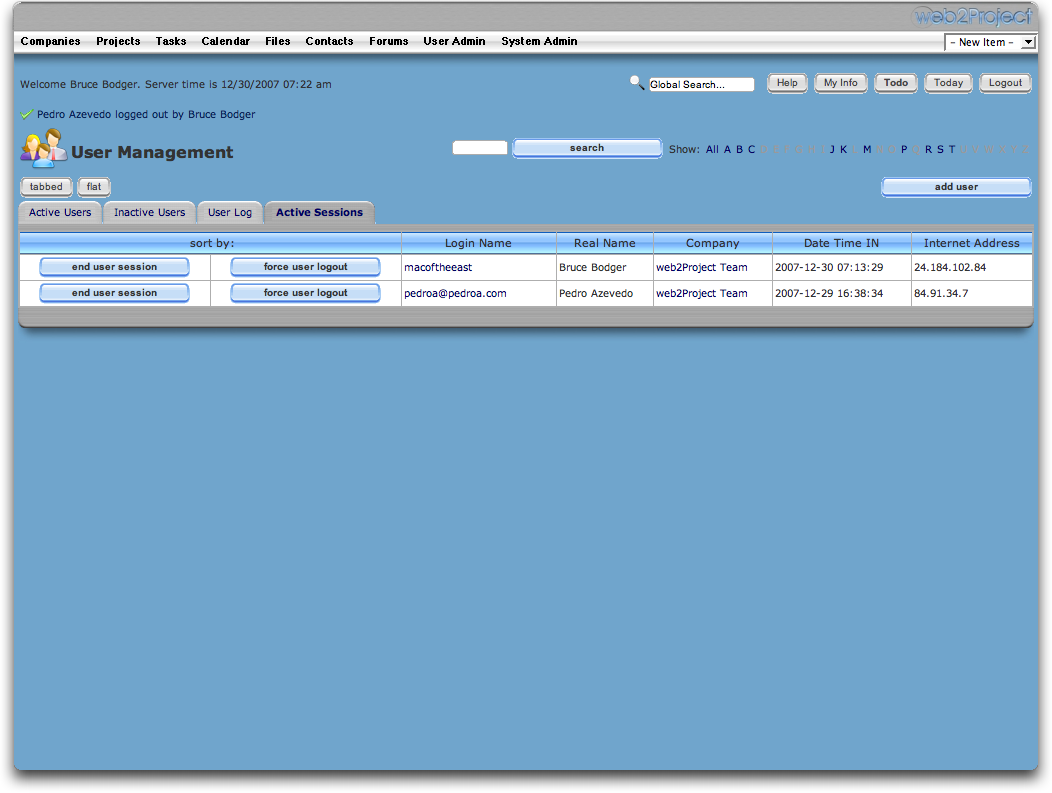 web2Project
Companies Projects Tasks Calendar Files Contacts Forums User Admin System Admin - New Item -
Welcome Bruce Bodger. Server time is 12/30/2007 07:22 am Global Search... Help My Info Todo Today Logout
Pedro Azevedo logged out by Bruce Bodger
User Management search Show: All A B C J K M P R S T
tabbed flat add user
Active Users Inactive Users User Log Active Sessions
sort by: Login Name Real Name Company Date Time IN Internet Address
end user session force user logout macoftheeast Bruce Bodger web2Project Team 2007-12-30 07:13:29 24.184.102.84
end user session force user logout pedroa@pedroa.com Pedro Azevedo web2Project Team 2007-12-29 16:38:34 84.91.34.7